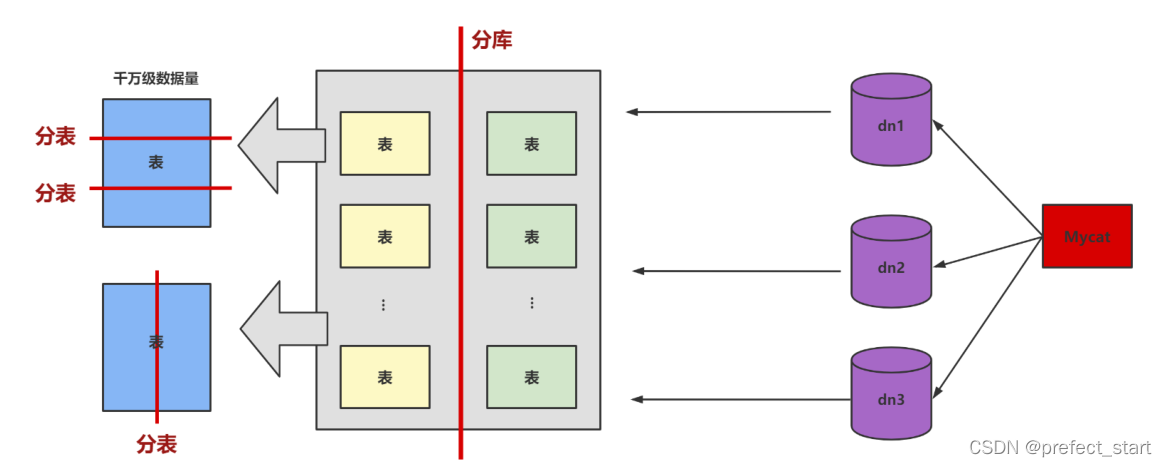 分库
千万级数据量
分表
表
分表
表
分表
表
表
表
表
⋮
⋮
表
表
dn1
dn2
dn3
Mycat
CSDN @prefect_start